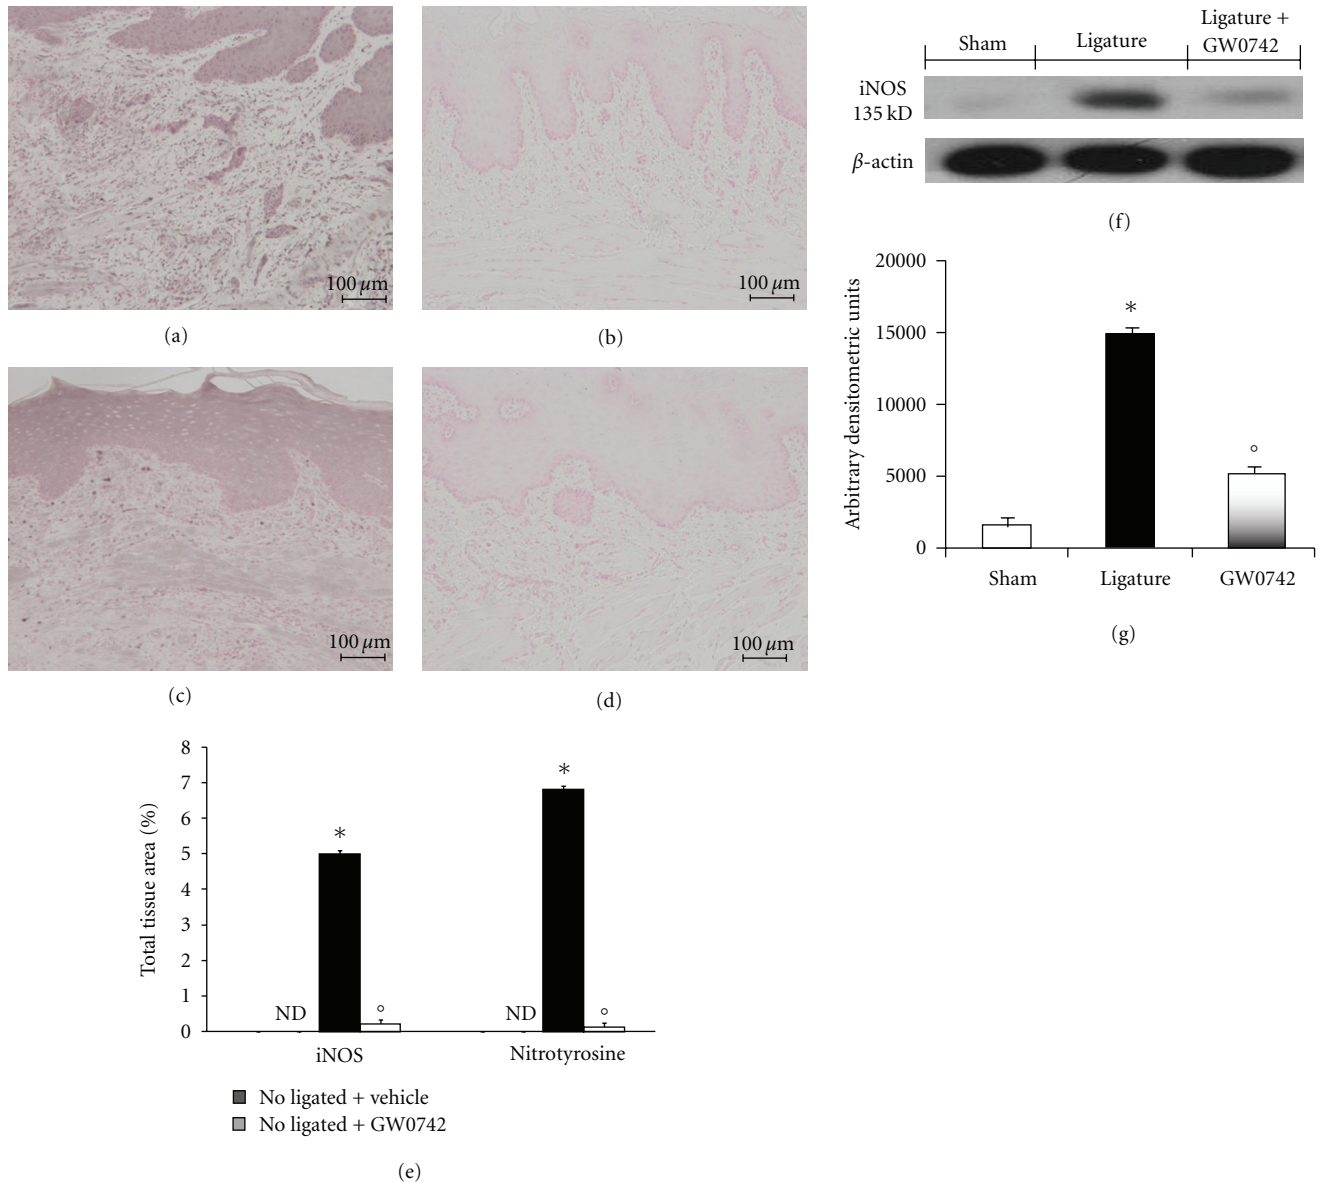 100 μm
(a)
100 μm
(b)
100 μm
(c)
100 μm
(d)
8
7
6
5
4
3
2
1
0
Total tissue area (%)
*
*
ND
°
ND
°
iNOS
Nitrotyrosine
No ligated + vehicle
No ligated + GW0742
(e)
Sham
Ligature
Ligature +
GW0742
iNOS
135 kD
β-actin
(f)
20000
15000
10000
5000
0
Arbitrary densitometric units
*
°
Sham
Ligature
GW0742
(g)